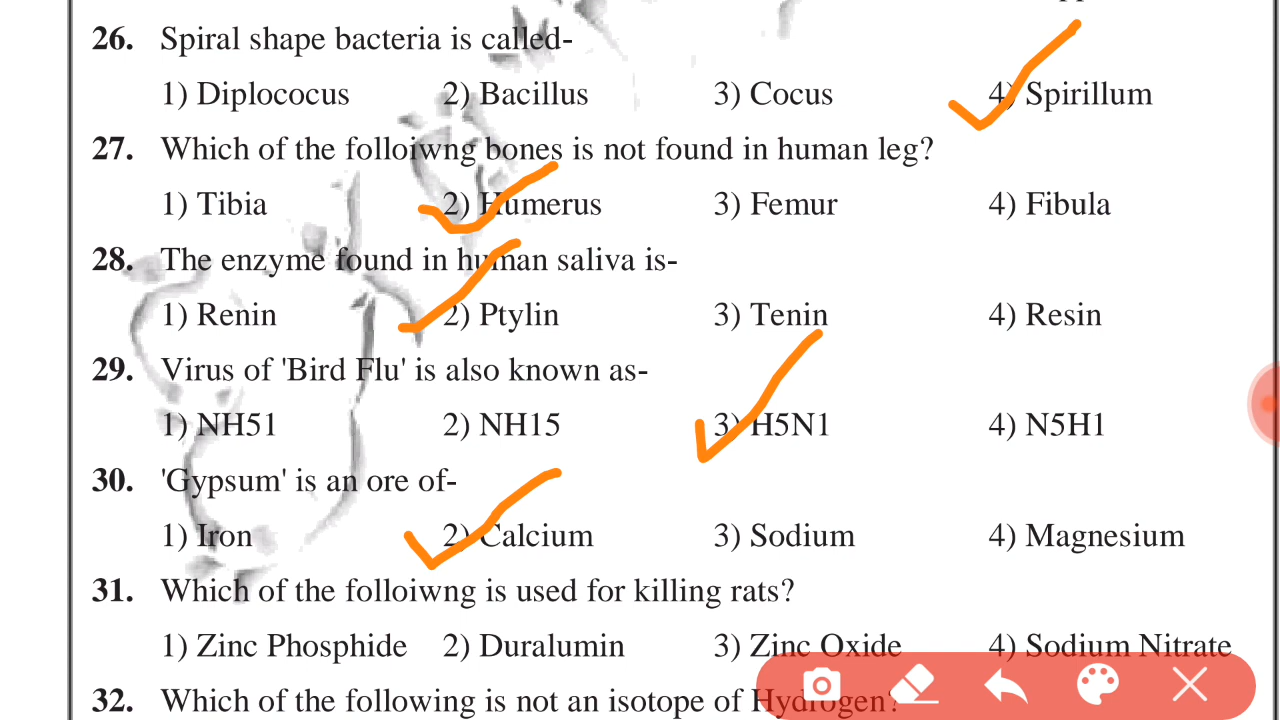 26. Spiral shape bacteria is called-
1) Diplococus 2) Bacillus 3) Cocus 4) Spirillum
27. Which of the folloiwng bones is not found in human leg?
1) Tibia 2) Humerus 3) Femur 4) Fibula
28. The enzyme found in human saliva is-
1) Renin 2) Ptylin 3) Tenin 4) Resin
29. Virus of 'Bird Flu' is also known as-
1) NH51 2) NH15 3) H5N1 4) N5H1
30. 'Gypsum' is an ore of-
1) Iron 2) Calcium 3) Sodium 4) Magnesium
31. Which of the folloiwng is used for killing rats?
1) Zinc Phosphide 2) Duralumin 3) Zinc Oxide 4) Sodium Nitrate
32. Which of the following is not an isotope of Hydrogen?